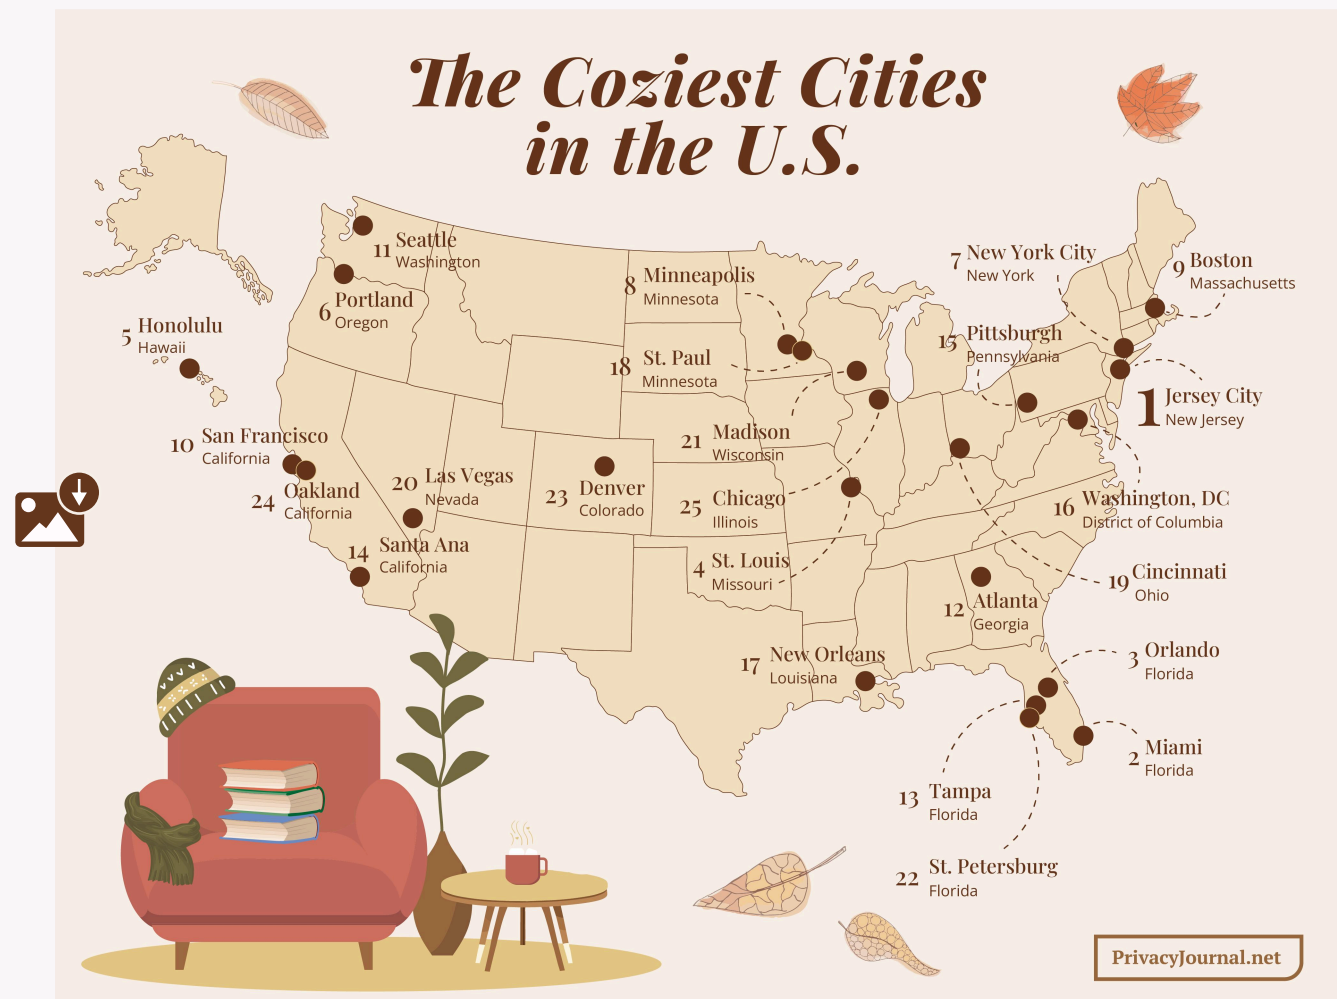 The Coziest Cities
in the U.S.
11 Seattle
Washington
6 Portland
Oregon
5 Honolulu
Hawaii
10 San Francisco
California
24 Oakland
California
14 Santa Ana
California
20 Las Vegas
Nevada
23 Denver
Colorado
8 Minneapolis
Minnesota
18 St. Paul
Minnesota
21 Madison
Wisconsin
25 Chicago
Illinois
4 St. Louis
Missouri
17 New Orleans
Louisiana
7 New York City
New York
9 Boston
Massachusetts
15 Pittsburgh
Pennsylvania
1 Jersey City
New Jersey
16 Washington, DC
District of Columbia
19 Cincinnati
Ohio
12 Atlanta
Georgia
3 Orlando
Florida
2 Miami
Florida
13 Tampa
Florida
22 St. Petersburg
Florida
PrivacyJournal.net